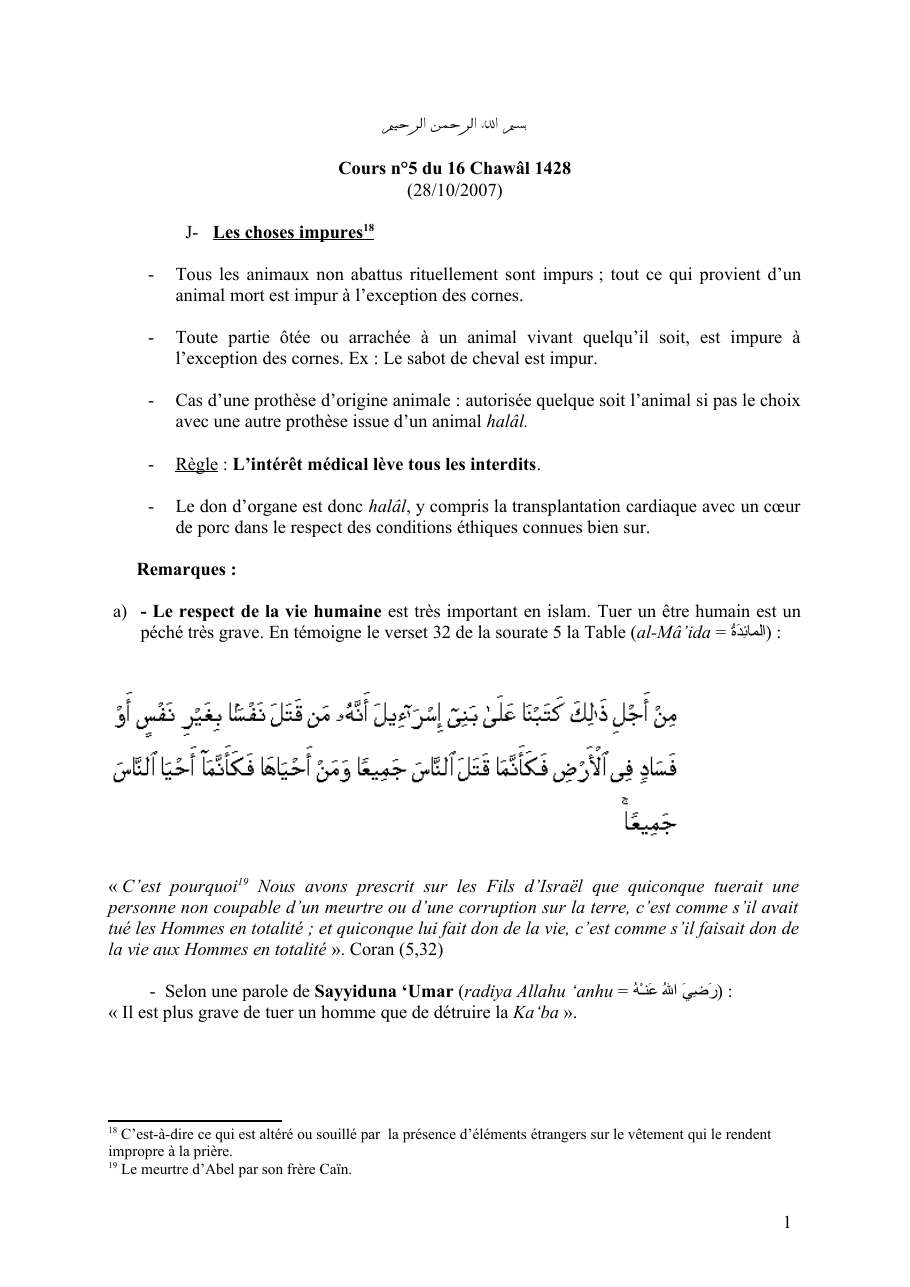 بسم الله الرحمن الرحيم
Cours n°5 du 16 Chawâl 1428
(28/10/2007)
J- Les choses impures18
- Tous les animaux non abattus rituellement sont impurs ; tout ce qui provient d’un
animal mort est impur à l’exception des cornes.
- Toute partie ôtée ou arrachée à un animal vivant quelqu’il soit, est impure à
l’exception des cornes. Ex : Le sabot de cheval est impur.
- Cas d’une prothèse d’origine animale : autorisée quelque soit l’animal si pas le choix
avec une autre prothèse issue d’un animal halâl.
- Règle : L’intérêt médical lève tous les interdits.
- Le don d’organe est donc halâl, y compris la transplantation cardiaque avec un cœur
de porc dans le respect des conditions éthiques connues bien sur.
Remarques :
a) - Le respect de la vie humaine est très important en islam. Tuer un être humain est un
péché très grave. En témoigne le verset 32 de la sourate 5 la Table (al-Mâ’ida = المائِدَةُ) :
مِنْ أَجْلِ ذَٰلِكَ كَتَبْنَا عَلَىٰ بَنِىٓ إِسْرَٰٓءِيلَ أَنَّهُۥ مَن قَتَلَ نَفْسًۢا بِغَيْرِ نَفْسٍ أَوْ
فَسَادٍ فِى ٱلْأَرْضِ فَكَأَنَّمَا قَتَلَ ٱلنَّاسَ جَمِيعًا وَمَنْ أَحْيَاهَا فَكَأَنَّمَآ أَحْيَا ٱلنَّاسَ
جَمِيعًا ۚ
« C’est pourquoi19 Nous avons prescrit sur les Fils d’Israël que quiconque tuerait une
personne non coupable d’un meurtre ou d’une corruption sur la terre, c’est comme s’il avait
tué les Hommes en totalité ; et quiconque lui fait don de la vie, c’est comme s’il faisait don de
la vie aux Hommes en totalité ». Coran (5,32)
- Selon une parole de Sayyiduna ‘Umar (radiya Allahu ‘anhu = رَضِيَ اللهُ عَنْـهُ) :
« Il est plus grave de tuer un homme que de détruire la Ka‘ba ».
18 C’est-à-dire ce qui est altéré ou souillé par la présence d’éléments étrangers sur le vêtement qui le rendent
impropre à la prière.
19 Le meurtre d’Abel par son frère Caïn.
1